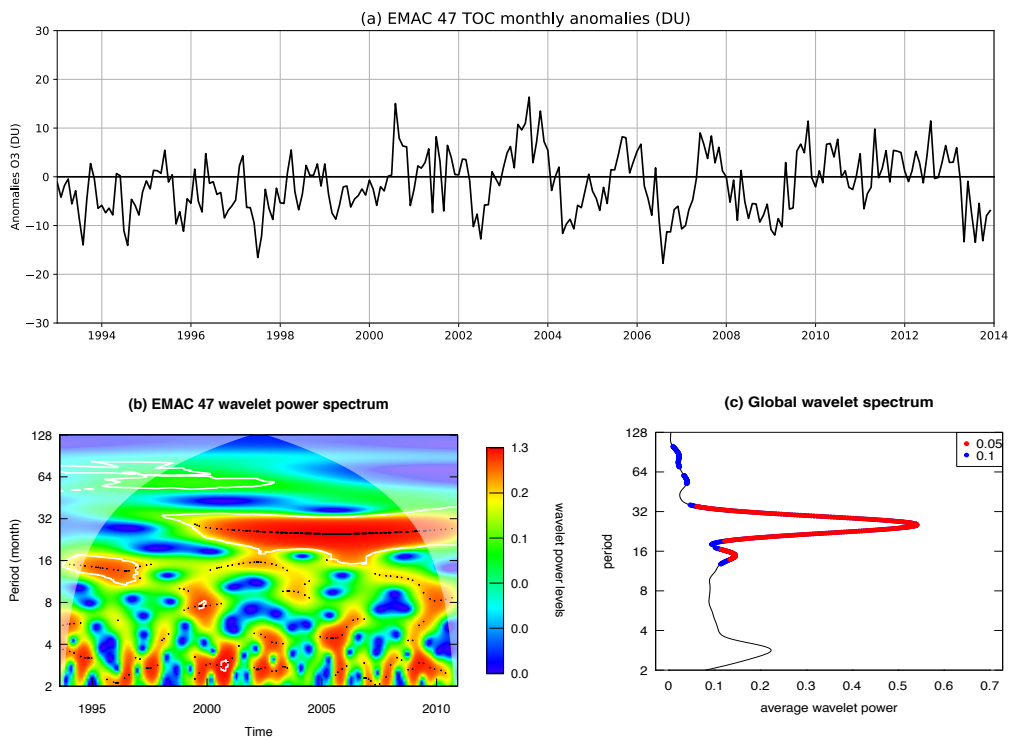 (a) EMAC 47 TOC monthly anomalies (DU)
Anomalies O3 (DU)
30
20
10
0
−10
−20
−30
1994 1996 1998 2000 2002 2004 2006 2008 2010 2012 2014
(b) EMAC 47 wavelet power spectrum
Period (month)
128
64
32
16
8
4
2
1995 2000 2005 2010
Time
1.3
0.2
0.1
0.0
0.0
0.0
wavelet power levels
(c) Global wavelet spectrum
period
128
64
32
16
8
4
2
0.05
0.1
0 0.1 0.2 0.3 0.4 0.5 0.6 0.7
average wavelet power